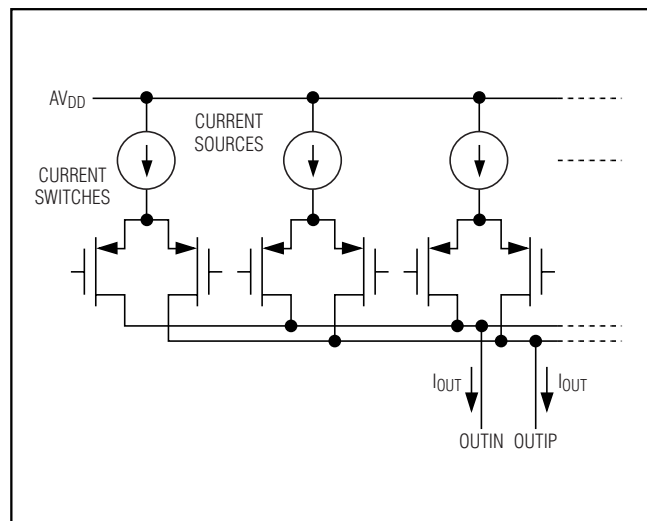 AVDD
CURRENT
SOURCES
CURRENT
SWITCHES
IOUT
IOUT
OUTIN OUTIP